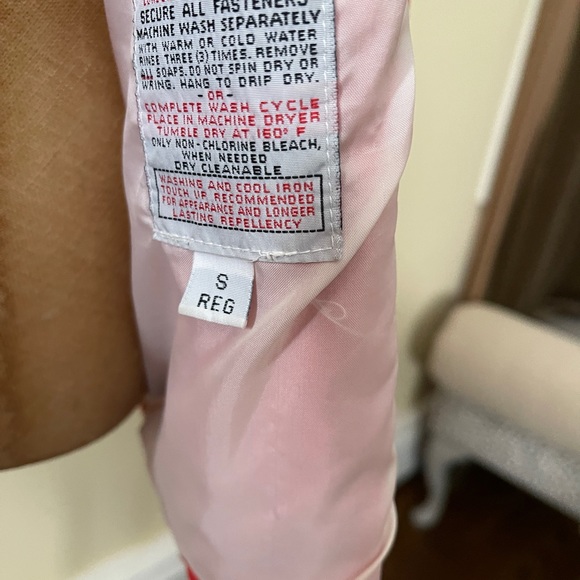 SECURE ALL FASTENERS
MACHINE WASH SEPARATELY
WITH WARM OR COLD WATER
RINSE THREE (3) TIMES. REMOVE
ALL SOAPS. DO NOT SPIN DRY OR
WRING. HANG TO DRIP DRY.
-OR-
COMPLETE WASH CYCLE
PLACE IN MACHINE DRYER
TUMBLE DRY AT 160° F
ONLY NON-CHLORINE BLEACH,
WHEN NEEDED
DRY CLEANABLE
WASHING AND COOL IRON
TOUCH UP RECOMMENDED
FOR APPEARANCE AND LONGER
LASTING REPELLENCY
S
REG